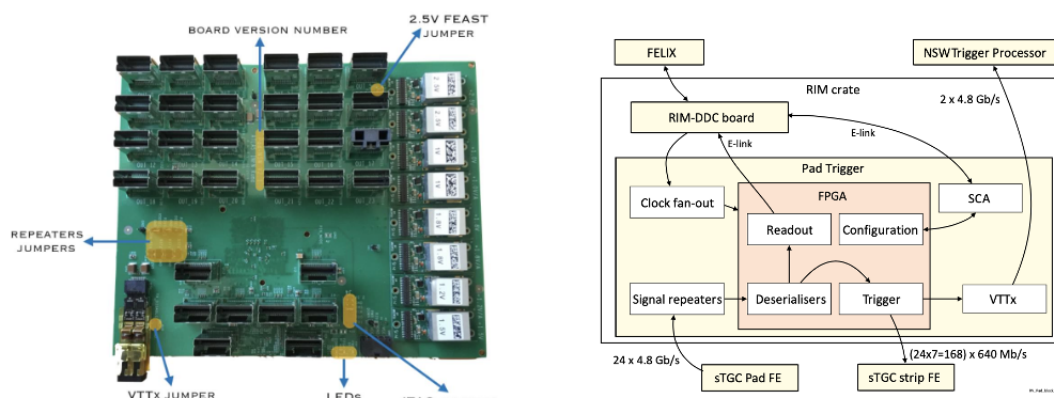 BOARD VERSION NUMBER
2.5V FEAST
JUMPER
REPEATERS
JUMPERS
VTTx JUMPER
LEDs
FELIX
NSW Trigger Processor
RIM crate
2 x 4.8 Gb/s
RIM-DDC board
E-link
E-link
Pad Trigger
FPGA
Clock fan-out
SCA
Readout
Configuration
Signal repeaters
Deserialisers
Trigger
VTTx
24 x 4.8 Gb/s
(24x7=168) x 640 Mb/s
sTGC Pad FE
sTGC strip FE